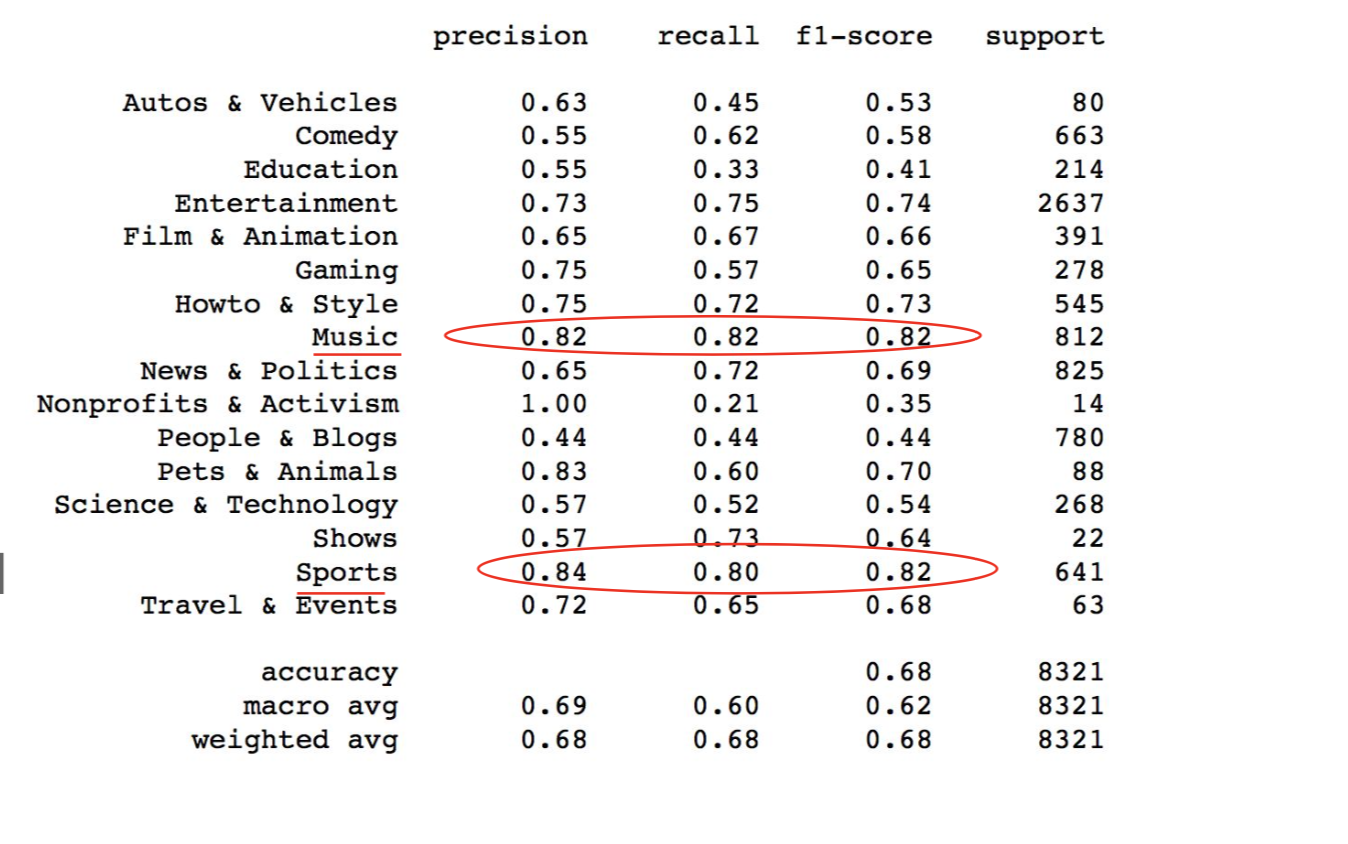 precision recall f1-score support
Autos & Vehicles 0.63 0.45 0.53 80
Comedy 0.55 0.62 0.58 663
Education 0.55 0.33 0.41 214
Entertainment 0.73 0.75 0.74 2637
Film & Animation 0.65 0.67 0.66 391
Gaming 0.75 0.57 0.65 278
Howto & Style 0.75 0.72 0.73 545
Music 0.82 0.82 0.82 812
News & Politics 0.65 0.72 0.69 825
Nonprofits & Activism 1.00 0.21 0.35 14
People & Blogs 0.44 0.44 0.44 780
Pets & Animals 0.83 0.60 0.70 88
Science & Technology 0.57 0.52 0.54 268
Shows 0.57 0.73 0.64 22
Sports 0.84 0.80 0.82 641
Travel & Events 0.72 0.65 0.68 63
accuracy 0.68 8321
macro avg 0.69 0.60 0.62 8321
weighted avg 0.68 0.68 0.68 8321